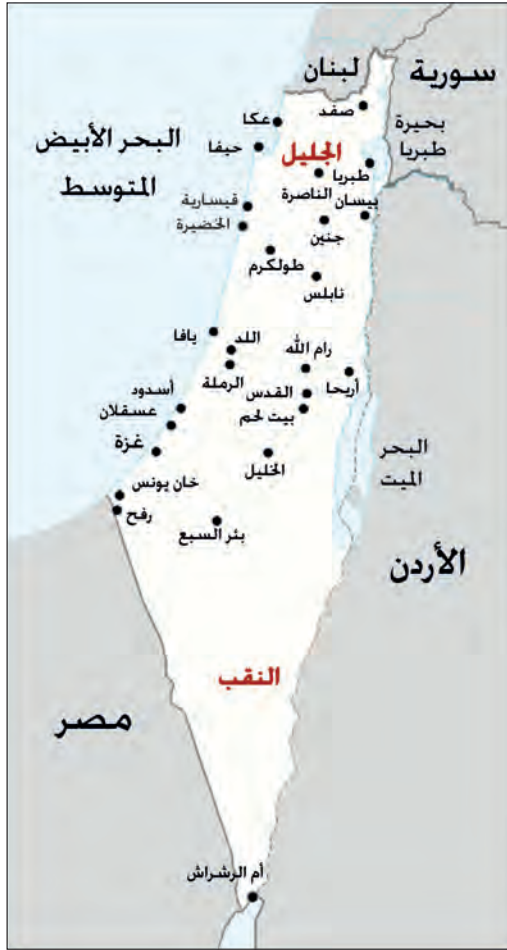 لبنان
سورية
صفد
عكا
بحيرة
طبريا
البحر الأبيض
المتوسط
حيفا
الجليل
طبريا
الناصرة
قيسارية
بيسان
الخضيرة
جنين
طولكرم
نابلس
يافا
اللد
رام الله
الرملة
أريحا
القدس
أسدود
بيت لحم
عسقلان
غزة
الخليل
البحر
الميت
خان يونس
رفح
بئر السبع
الأردن
النقب
مصر
أم الرشراش